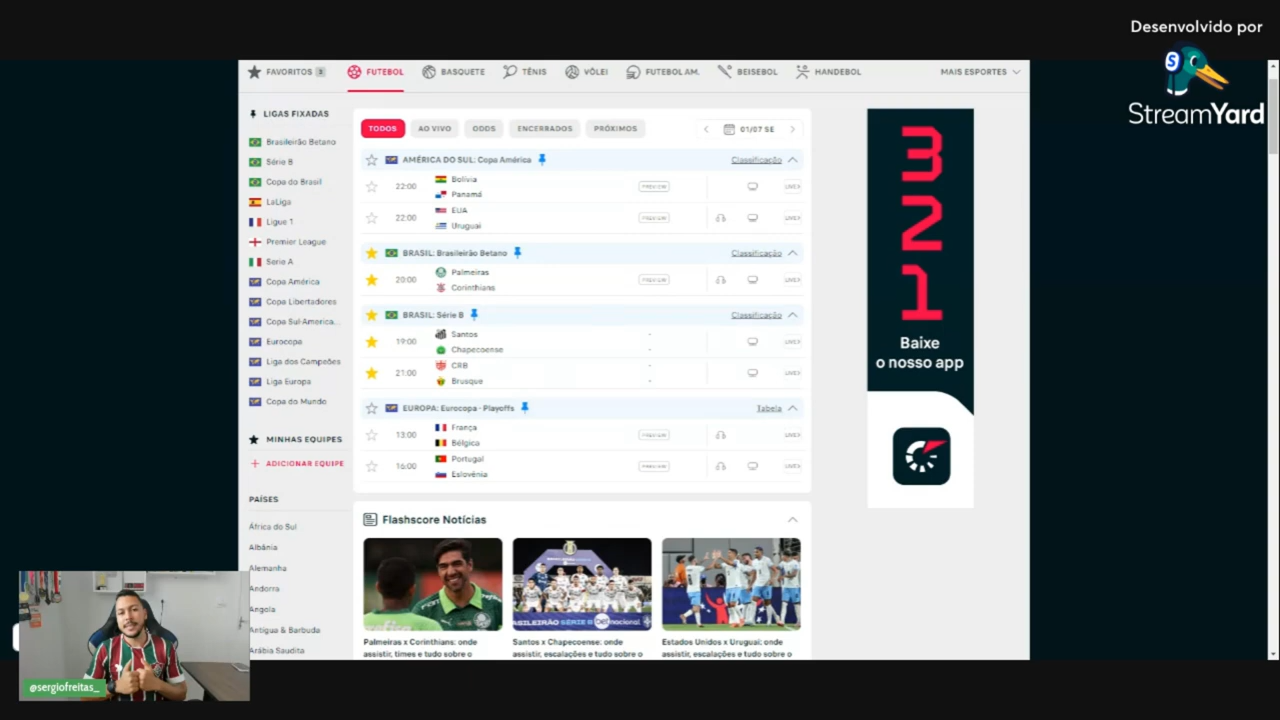 Desenvolvido por
StreamYard
FAVORITOS 3
FUTEBOL
BASQUETE
TÊNIS
VÔLEI
FUTEBOL AM.
BEISEBOL
HANDEBOL
MAIS ESPORTES
LIGAS FIXADAS
Brasileirão Betano
Série B
Copa do Brasil
LaLiga
Ligue 1
Premier League
Serie A
Copa América
Copa Libertadores
Copa Sul-America...
Eurocopa
Liga dos Campeões
Liga Europa
Copa do Mundo
MINHAS EQUIPES
+ ADICIONAR EQUIPE
PAÍSES
África do Sul
Albânia
Alemanha
Andorra
Angola
Antígua & Barbuda
Arábia Saudita
TODOS
AO VIVO
ODDS
ENCERRADOS
PRÓXIMOS
01/07 SE
AMÉRICA DO SUL: Copa América
Classificação
22:00
Bolívia
Panamá
PREVIEW
22:00
EUA
Uruguai
PREVIEW
BRASIL: Brasileirão Betano
Classificação
20:00
Palmeiras
Corinthians
PREVIEW
BRASIL: Série B
Classificação
19:00
Santos -
Chapecoense -
21:00
CRB -
Brusque -
EUROPA: Eurocopa - Playoffs
Tabela
13:00
França
Bélgica
PREVIEW
16:00
Portugal
Eslovênia
PREVIEW
Flashscore Notícias
Palmeiras x Corinthians: onde
assistir, times e tudo sobre o
Santos x Chapecoense: onde
assistir, escalações e tudo sobre o
Estados Unidos x Uruguai: onde
assistir, escalações e tudo sobre o
3
2
1
Baixe
o nosso app
@sergiofreitas_